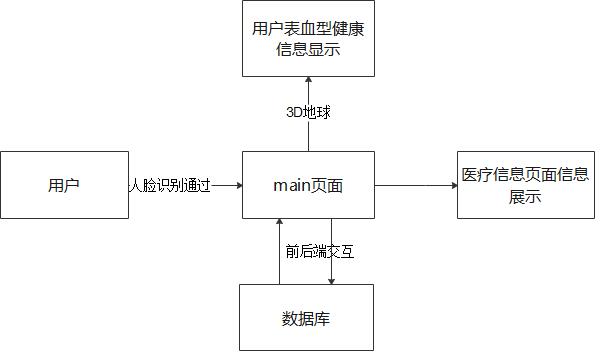 用户表血型健康
信息显示
3D地球
用户
人脸识别通过
main页面
医疗信息页面信息
展示
前后端交互
数据库